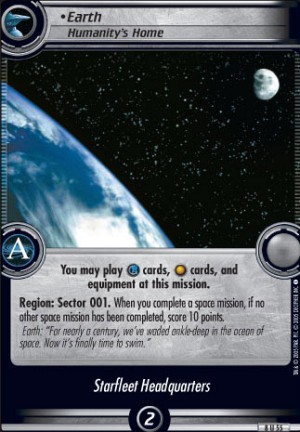 •Earth
Humanity's Home
A
You may play cards, cards, and
equipment at this mission.
Region: Sector 001. When you complete a space mission, if no
other space mission has been completed, score 10 points.
Earth: "For nearly a century, we've waded ankle-deep in the ocean of
space. Now it's finally time to swim."
Starfleet Headquarters
2
8 U 55